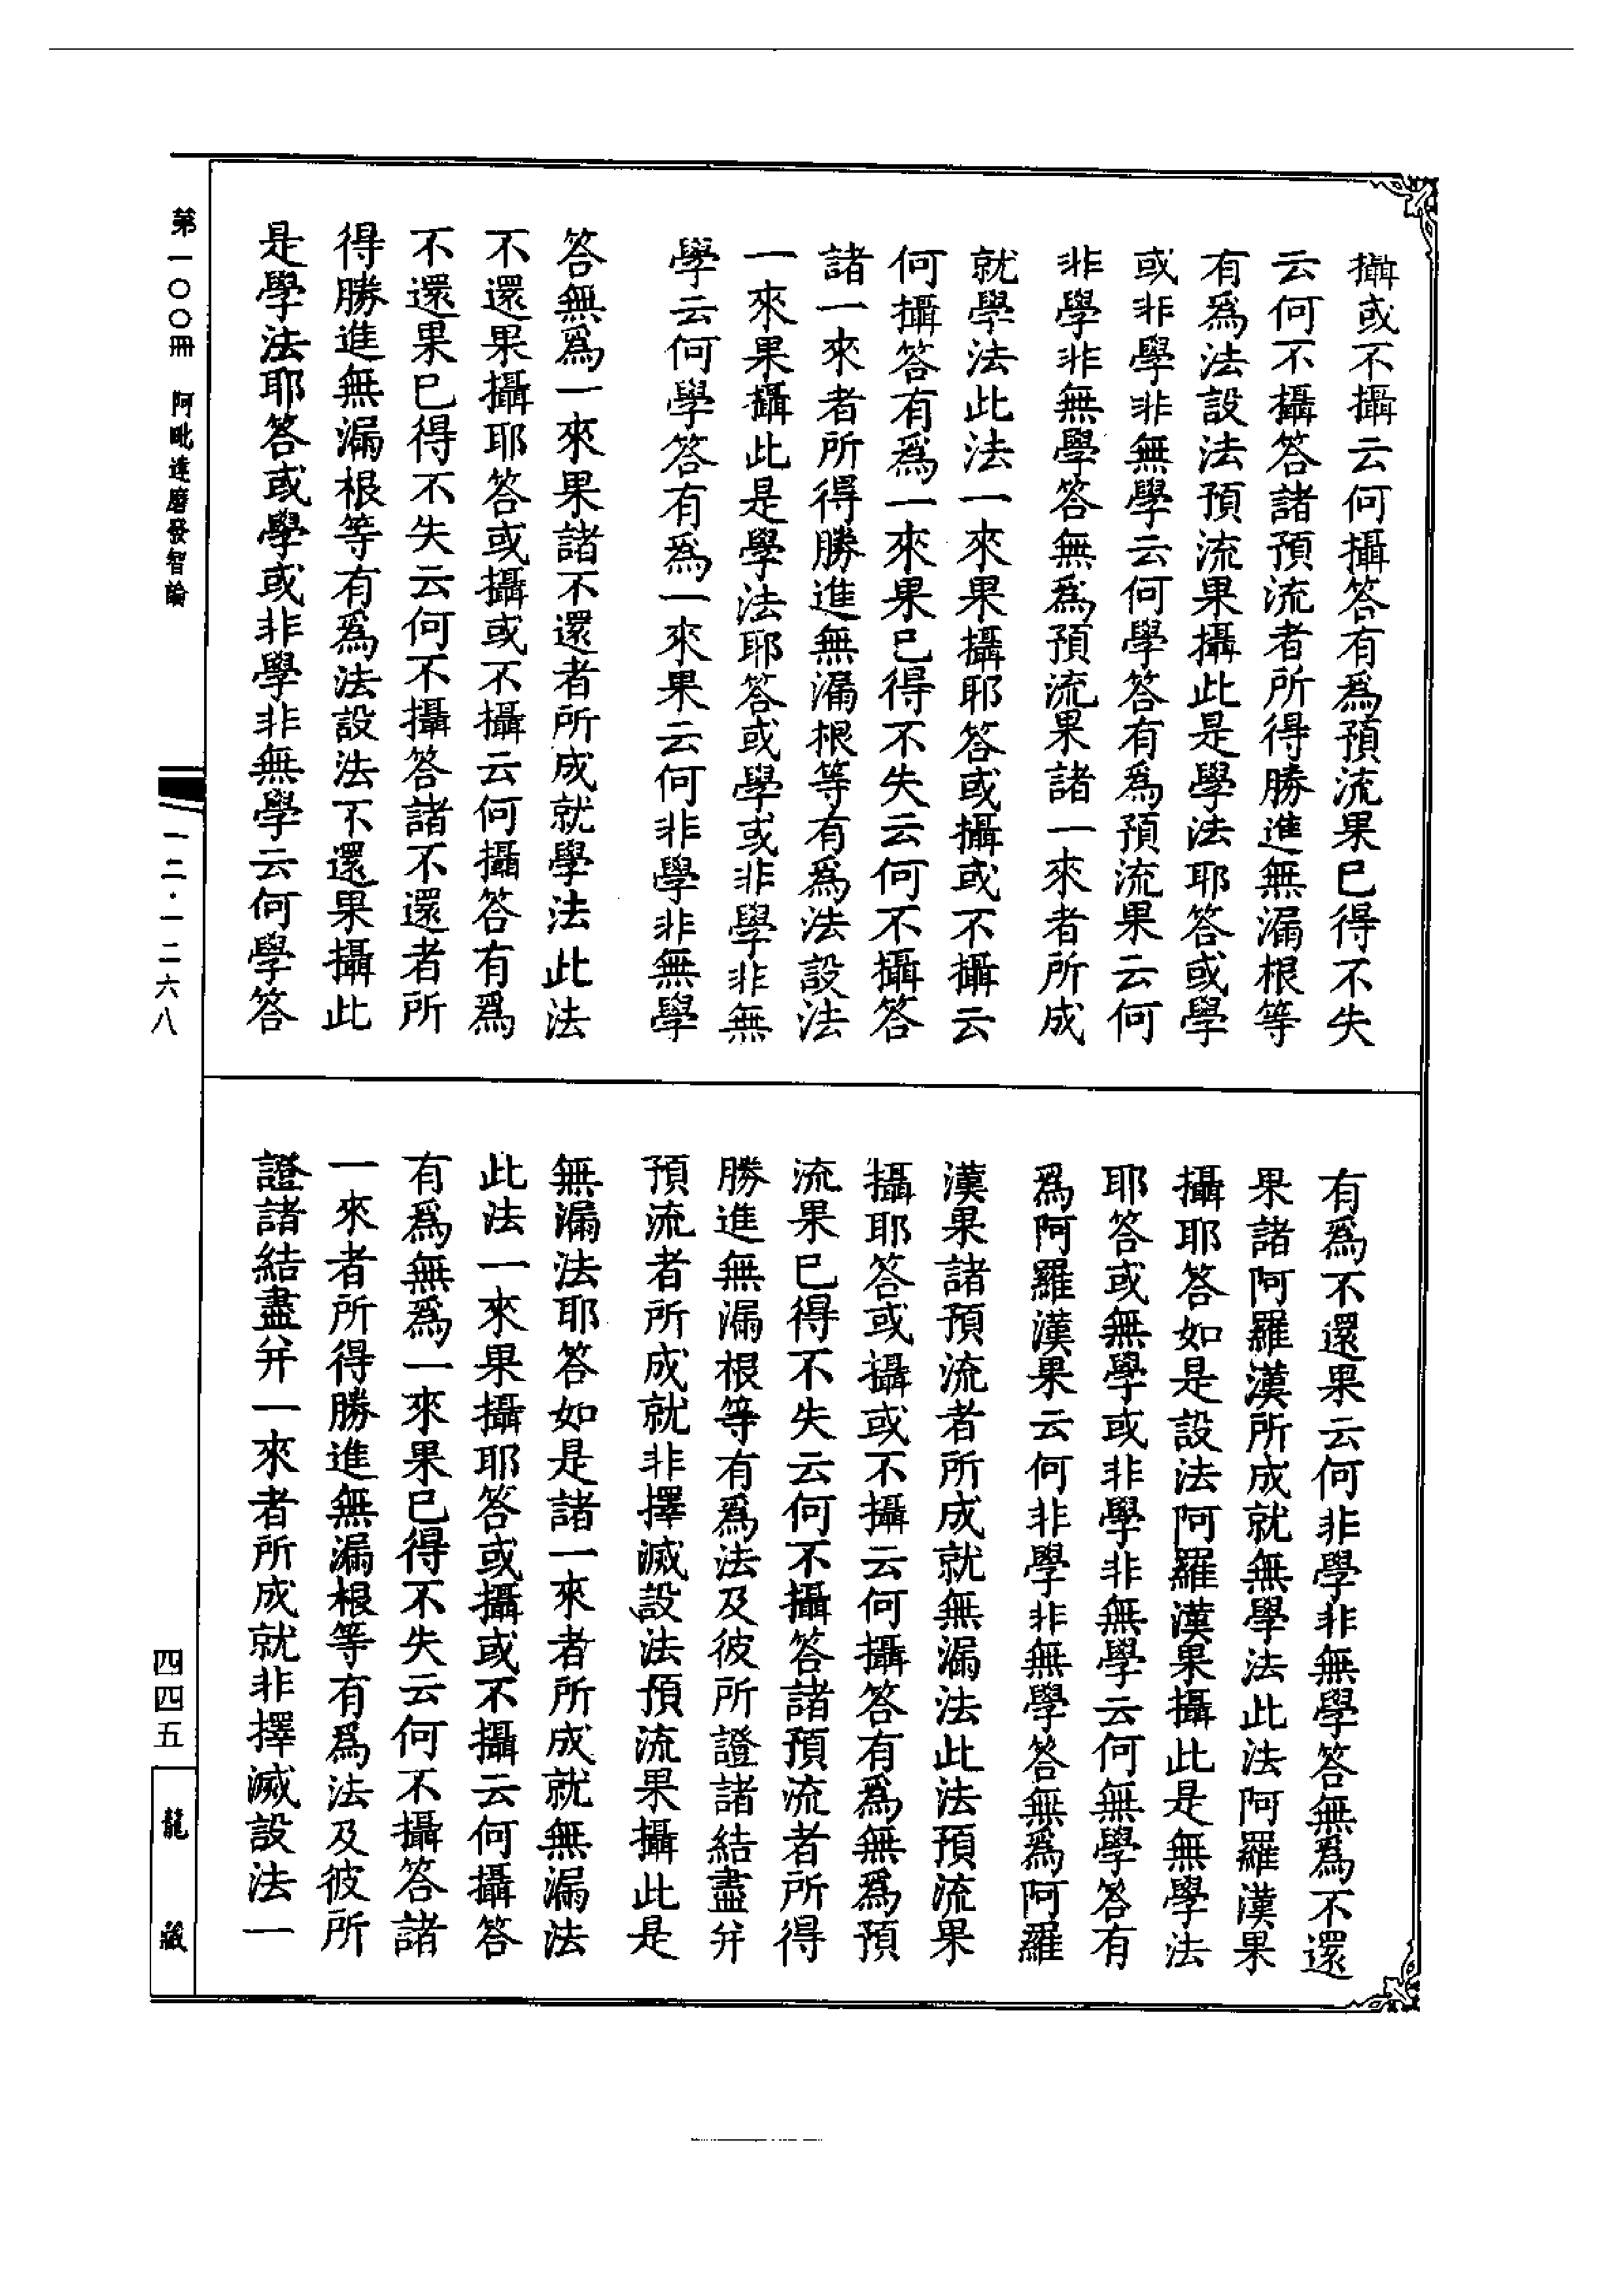 攝或不攝云何攝答有爲預流果已得不失
云何不攝答諸預流者所得勝進無漏根等
有爲法設法預流果攝此是學法耶答或學
或非學非無學云何學答有爲預流果云何
非學非無學答無爲預流果諸一來者所成
就學法此法一來果攝耶答或攝或不攝云
何攝答有爲一來果已得不失云何不攝答
諸一來者所得勝進無漏根等有爲法設法
一來果攝此是學法耶答或學或非學非無
學云何學答有爲一來果云何非學非無學
答無爲一來果諸不還者所成就學法此法
不還果攝耶答或攝或不攝云何攝答有爲
不還果已得不失云何不攝答諸不還者所
得勝進無漏根等有爲法設法不還果攝此
是學法耶答或學或非學非無學云何學答
有爲不還果云何非學非無學答無爲不還
果諸阿羅漢所成就無學法此法阿羅漢果
攝耶答如是設法阿羅漢果攝此是無學法
耶答或無學或非學非無學云何無學答有
爲阿羅漢果云何非學非無學答無爲阿羅
漢果諸預流者所成就無漏法此法預流果
攝耶答或攝或不攝云何攝答有爲無爲預
流果已得不失云何不攝答諸預流者所得
勝進無漏根等有爲法及彼所證諸結盡并
預流者所成就非擇滅設法預流果攝此是
無漏法耶答如是諸一來者所成就無漏法
此法一來果攝耶答或攝或不攝云何攝答
有爲無爲一來果已得不失云何不攝答諸
一來者所得勝進無漏根等有爲法及彼所
證諸結盡并一來者所成就非擇滅設法一
第一〇〇冊 阿毗達磨發智論
一二·一二六八
四四五
龍藏